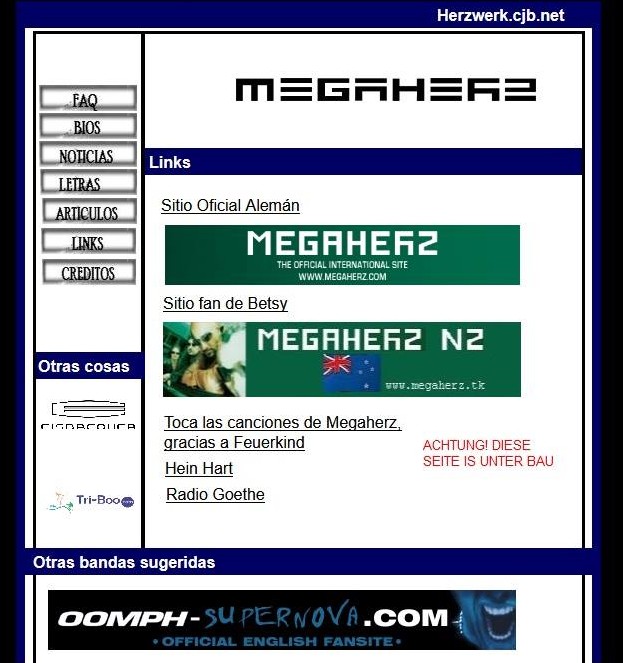 Herzwerk.cjb.net
MEGAHERZ
FAQ
BIOS
NOTICIAS
LETRAS
ARTICULOS
LINKS
CREDITOS
Links
Sitio Oficial Alemán
MEGAHERZ
THE OFFICIAL INTERNATIONAL SITE
WWW.MEGAHERZ.COM
Sitio fan de Betsy
MEGAHERZ NZ
www.megaherz.tk
Toca las canciones de Megaherz,
gracias a Feuerkind
Hein Hart
Radio Goethe
ACHTUNG! DIESE
SEITE IS UNTER BAU
Otras cosas
Tri-Boo
Otras bandas sugeridas
OOMPH-SUPERNOVA.COM
•OFFICIAL ENGLISH FANSITE•